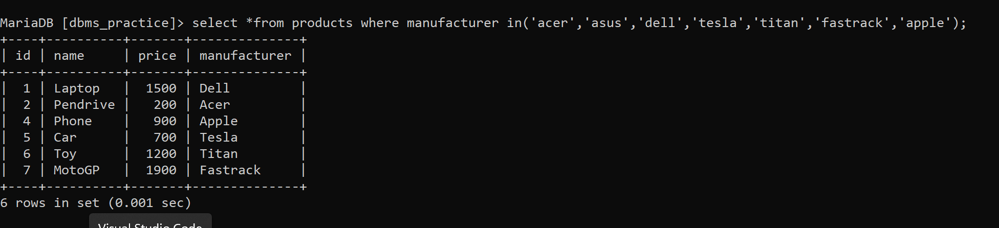 MariaDB [dbms_practice]> select *from products where manufacturer in('acer','asus','dell','tesla','titan','fastrack','apple');
+----+----------+-------+--------------+
| id | name     | price | manufacturer |
+----+----------+-------+--------------+
|  1 | Laptop   |  1500 | Dell         |
|  2 | Pendrive |   200 | Acer         |
|  4 | Phone    |   900 | Apple        |
|  5 | Car      |   700 | Tesla        |
|  6 | Toy      |  1200 | Titan        |
|  7 | MotoGP   |  1900 | Fastrack     |
+----+----------+-------+--------------+
6 rows in set (0.001 sec)
Visual Studio Code